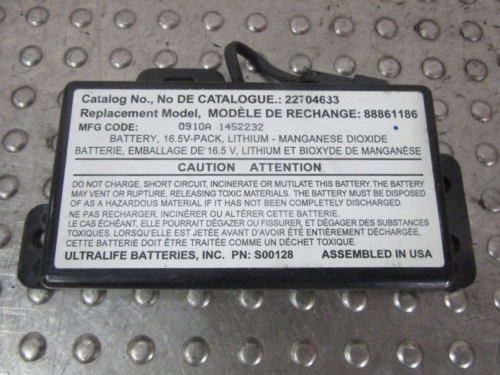 Catalog No., No DE CATALOGUE.: 22704633
Replacement Model, MODÈLE DE RECHANGE: 88861186
MFG CODE: 0910A 1452232
BATTERY, 16.5V-PACK, LITHIUM - MANGANESE DIOXIDE
BATTERIE, EMBALLAGE DE 16.5 V, LITHIUM ET BIOXYDE DE MANGANÈSE
CAUTION ATTENTION
DO NOT CHARGE, SHORT CIRCUIT, INCINERATE OR MUTILATE THIS BATTERY. THE BATTERY
MAY VENT OR RUPTURE, RELEASING TOXIC MATERIALS. THE BATTERY MUST BE DISPOSED
OF AS A HAZARDOUS MATERIAL IF IT HAS NOT BEEN COMPLETELY DISCHARGED.
NE PAS RECHARGER, INCINÉRER OU ALTÉRER CETTE BATTERIE.
LE CAS ÉCHÉANT, ELLE POURRAIT DÉGAZER OU FISSURER, ET DÉGAGER DES SUBSTANCES
TOXIQUES. LORSQU'ELLE EST JETÉE AVANT D'AVOIR ÉTÉ ENTIÈREMENT DÉCHARGÉE,
CETTE BATTERIE DOIT ÊTRE TRAITÉE COMME UN DÉCHET TOXIQUE.
ULTRALIFE BATTERIES, INC. PN: S00128 ASSEMBLED IN USA